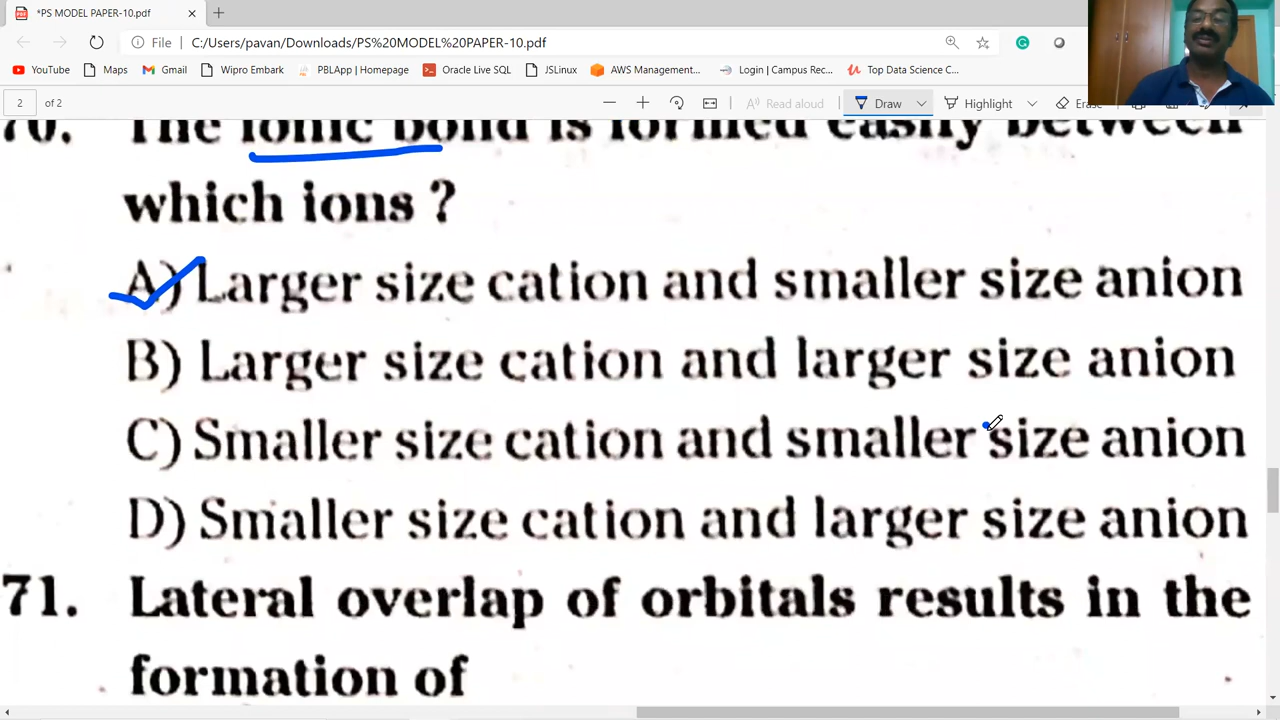 *PS MODEL PAPER-10.pdf
File C:/Users/pavan/Downloads/PS%20MODEL%20PAPER-10.pdf
YouTube Maps Gmail Wipro Embark PBLApp | Homepage Oracle Live SQL JSLinux AWS Management... Login | Campus Rec... Top Data Science C...
2 of 2 Read aloud Draw Highlight Erase
70. The ionic bond is formed easily between
which ions ?
A) Larger size cation and smaller size anion
B) Larger size cation and larger size anion
C) Smaller size cation and smaller size anion
D) Smaller size cation and larger size anion
71. Lateral overlap of orbitals results in the
formation of